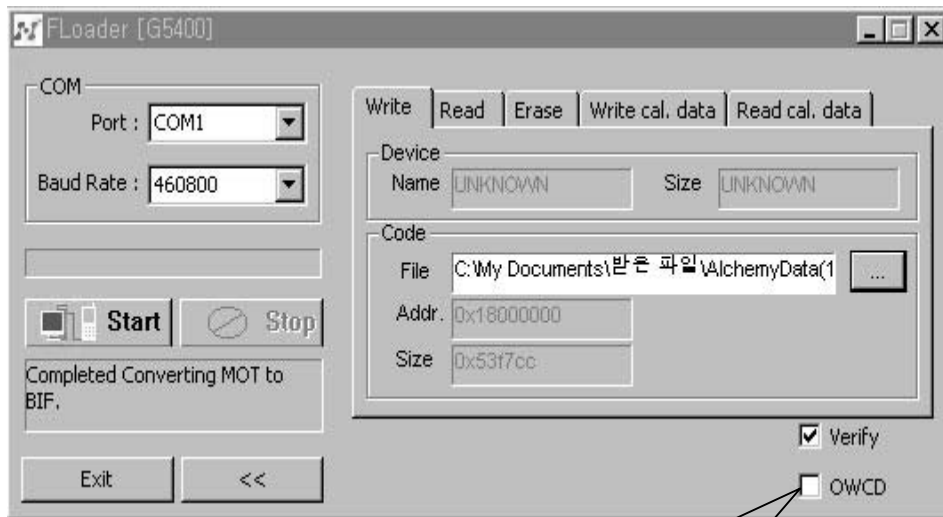 FLoader [G5400]
COM
Port : COM1
Baud Rate : 460800
Start
Stop
Completed Converting MOT to
BIF.
Exit
<<
Write
Read
Erase
Write cal. data
Read cal. data
Device
Name UNKNOWN
Size UNKNOWN
Code
File C:\My Documents\받은 파일\AlchemyData(1
...
Addr. 0x18000000
Size 0x53f7cc
Verify
OWCD